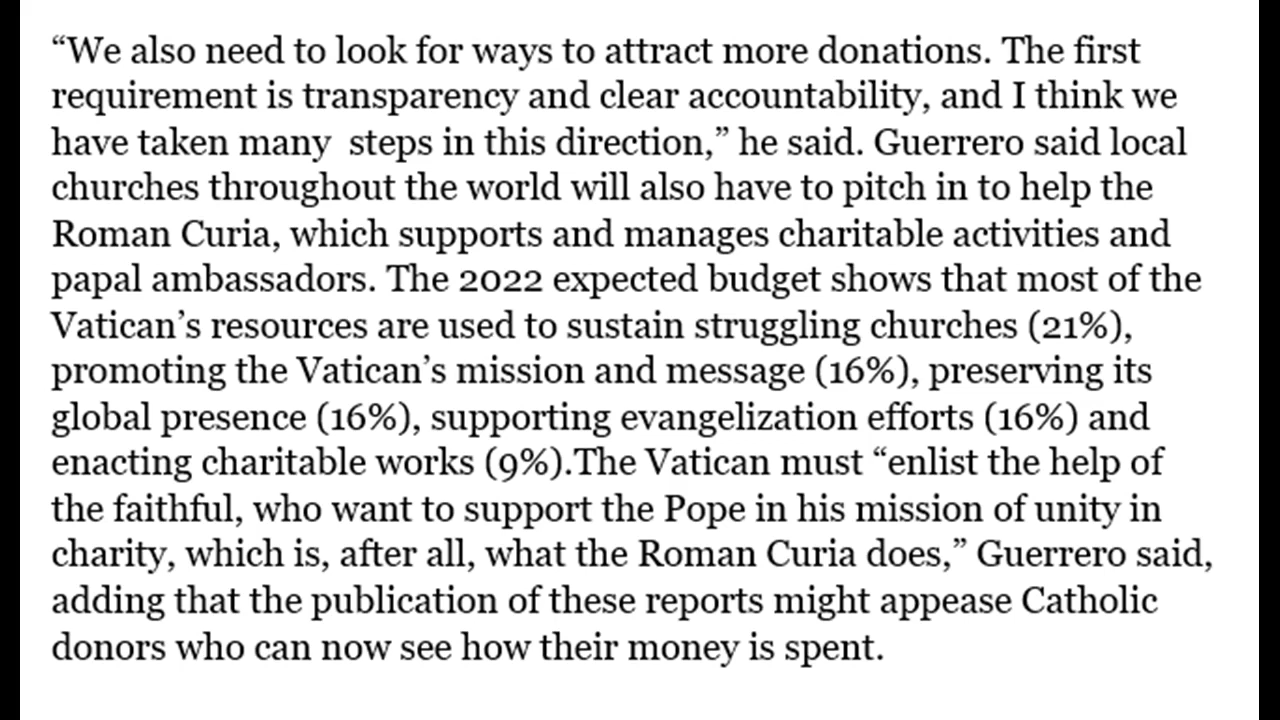 “We also need to look for ways to attract more donations. The first
requirement is transparency and clear accountability, and I think we
have taken many  steps in this direction,” he said. Guerrero said local
churches throughout the world will also have to pitch in to help the
Roman Curia, which supports and manages charitable activities and
papal ambassadors. The 2022 expected budget shows that most of the
Vatican’s resources are used to sustain struggling churches (21%),
promoting the Vatican’s mission and message (16%), preserving its
global presence (16%), supporting evangelization efforts (16%) and
enacting charitable works (9%).The Vatican must “enlist the help of
the faithful, who want to support the Pope in his mission of unity in
charity, which is, after all, what the Roman Curia does,” Guerrero said,
adding that the publication of these reports might appease Catholic
donors who can now see how their money is spent.